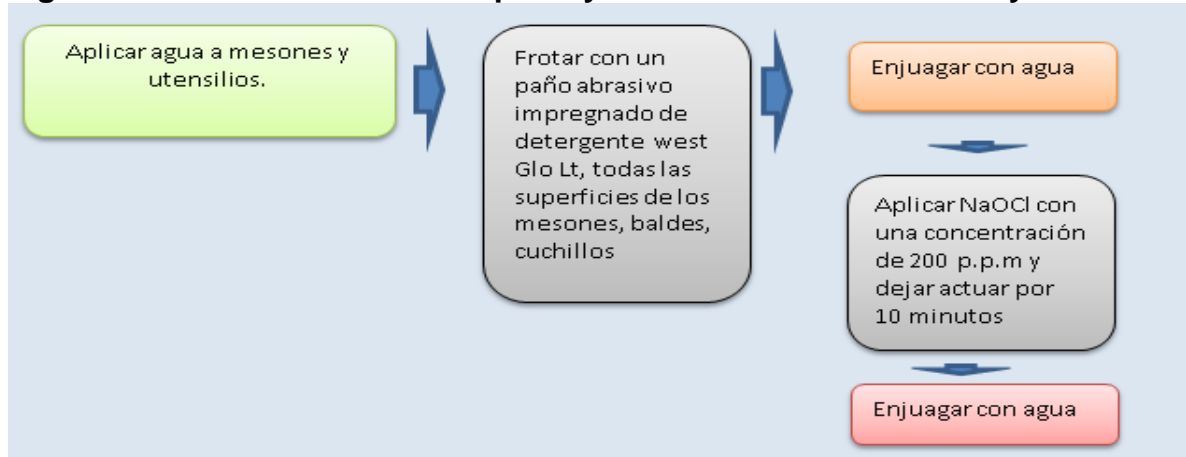 Aplicar agua a mesones y
utensilios.
Frotar con un
paño abrasivo
impregnado de
detergente west
Glo Lt, todas las
superficies de los
mesones, baldes,
cuchillos
Enjuagar con agua
Aplicar NaOCl con
una concentración
de 200 p.p.m y
dejar actuar por
10 minutos
Enjuagar con agua